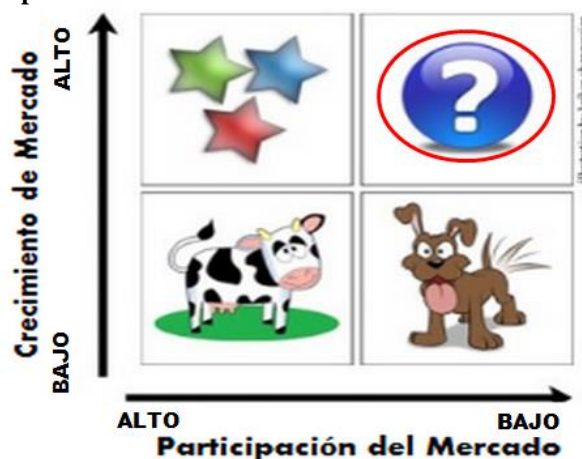 Crecimiento de Mercado
ALTO
?
BAJO
ALTO
BAJO
Participación del Mercado